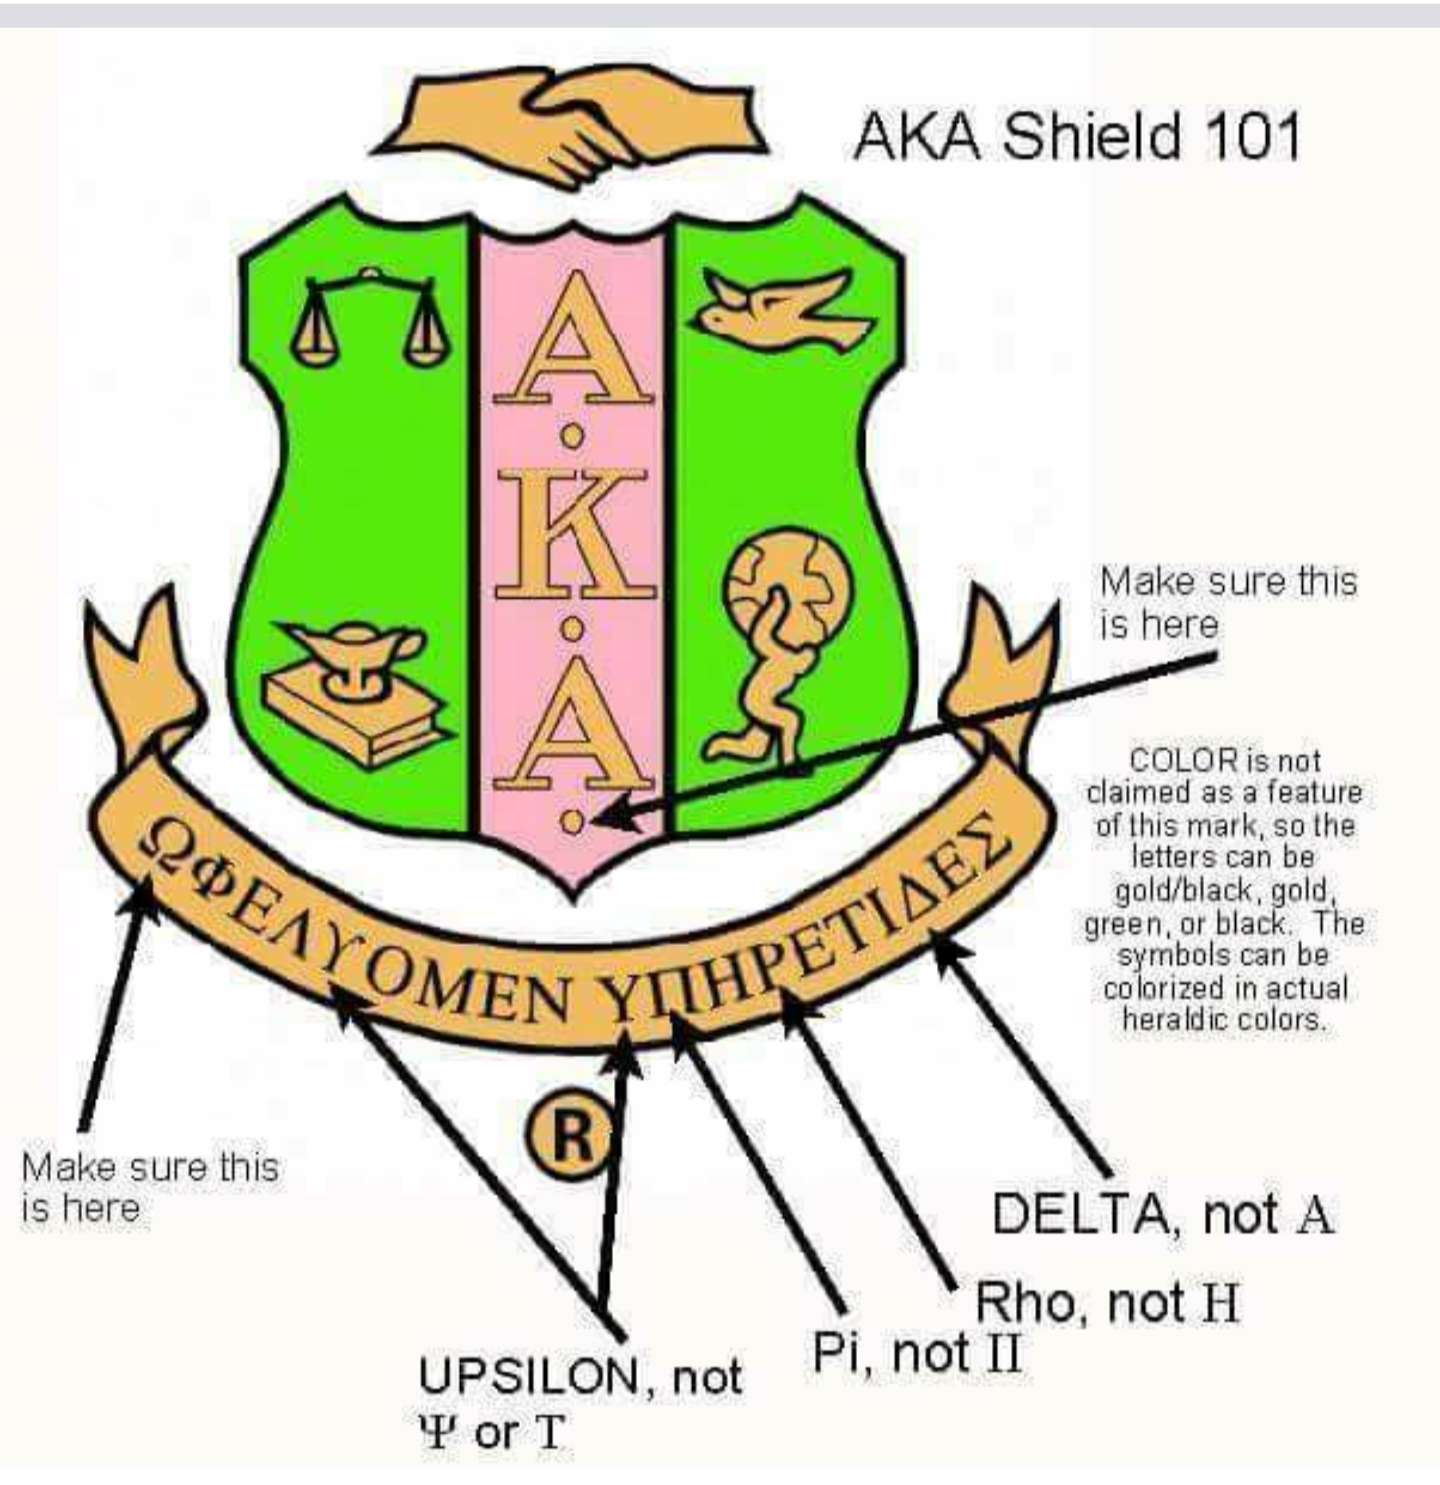 AKA Shield 101
Α
Κ
Α
Make sure this
is here
COLOR is not
claimed as a feature
of this mark, so the
letters can be
gold/black, gold,
green, or black. The
symbols can be
colorized in actual
heraldic colors.
ΩΦΕΛΥΟΜΕΝ ΥΠΗΡΕΤΙΔΕΣ
R
Make sure this
is here
DELTA, not A
Rho, not H
Pi, not II
UPSILON, not
Ψ or T